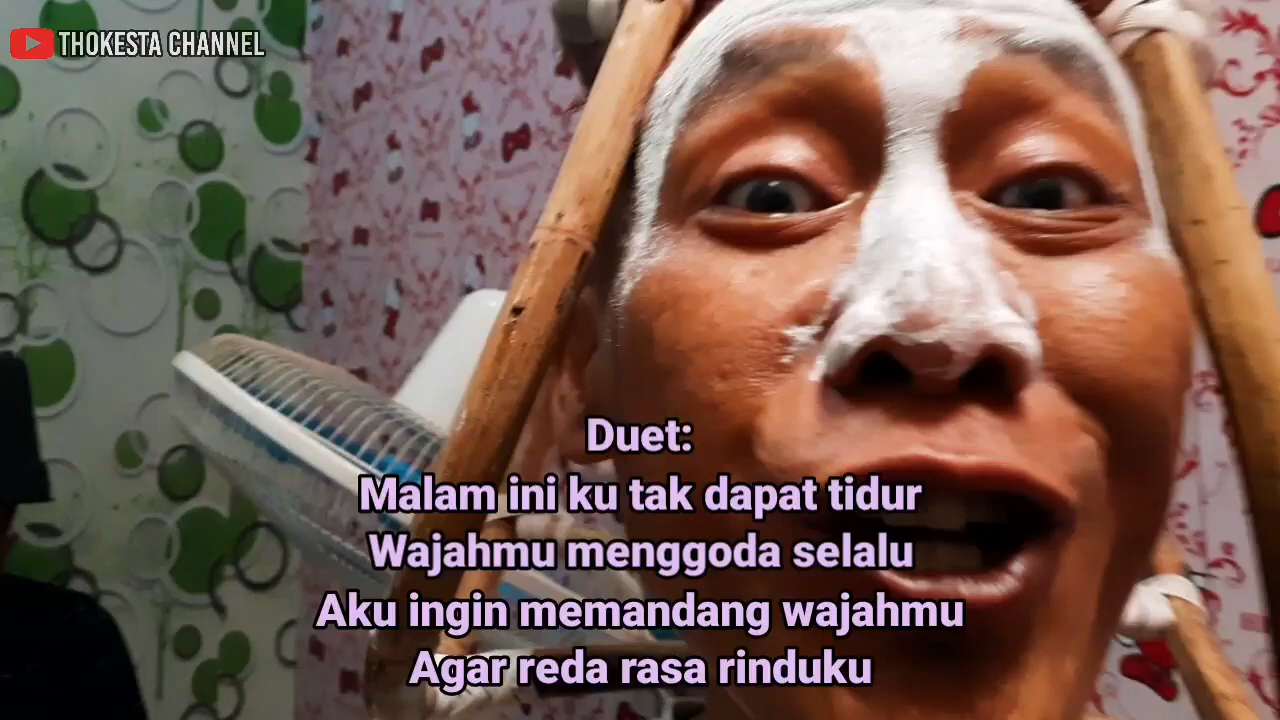 THOKESTA CHANNEL
Duet:
Malam ini ku tak dapat tidur
Wajahmu menggoda selalu
Aku ingin memandang wajahmu
Agar reda rasa rinduku